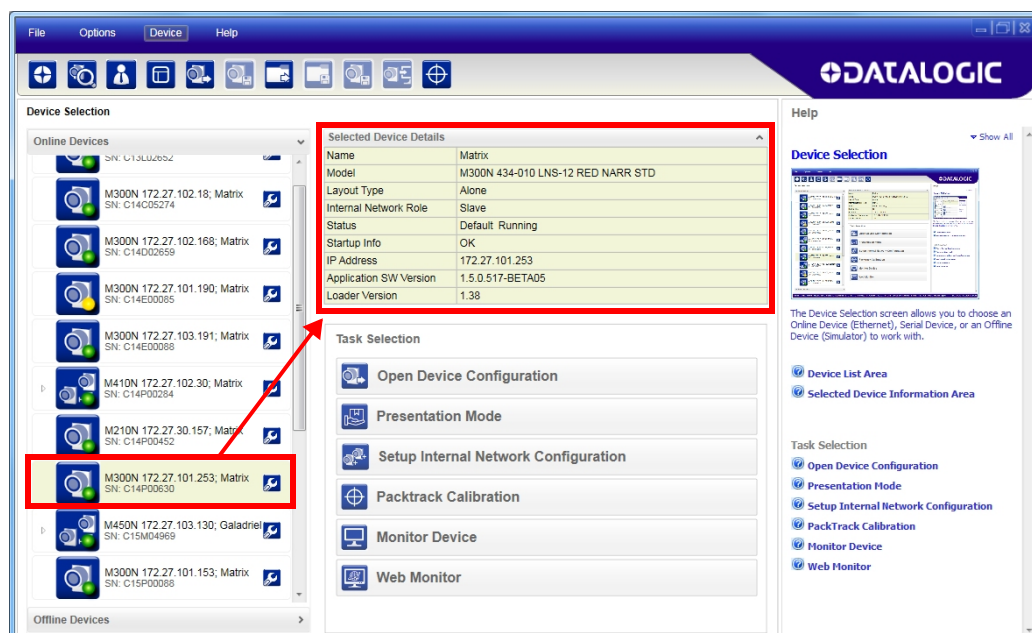 File Options Device Help
DATALOGIC
Device Selection
Online Devices
SN: C13L02652
M300N 172.27.102.18; Matrix
SN: C14C05274
M300N 172.27.102.168; Matrix
SN: C14D02659
M300N 172.27.101.190; Matrix
SN: C14E00085
M300N 172.27.103.191; Matrix
SN: C14E00088
M410N 172.27.102.30; Matrix
SN: C14P00284
M210N 172.27.30.157; Matrix
SN: C14P00452
M300N 172.27.101.253; Matrix
SN: C14P00630
M450N 172.27.103.130; Galadriel
SN: C15M04969
M300N 172.27.101.153; Matrix
SN: C15P00088
Offline Devices
Selected Device Details
Name Matrix
Model M300N 434-010 LNS-12 RED NARR STD
Layout Type Alone
Internal Network Role Slave
Status Default Running
Startup Info OK
IP Address 172.27.101.253
Application SW Version 1.5.0.517-BETA05
Loader Version 1.38
Task Selection
Open Device Configuration
Presentation Mode
Setup Internal Network Configuration
Packtrack Calibration
Monitor Device
Web Monitor
Help
Show All
Device Selection
The Device Selection screen allows you to choose an
Online Device (Ethernet), Serial Device, or an Offline
Device (Simulator) to work with.
Device List Area
Selected Device Information Area
Task Selection
Open Device Configuration
Presentation Mode
Setup Internal Network Configuration
PackTrack Calibration
Monitor Device
Web Monitor